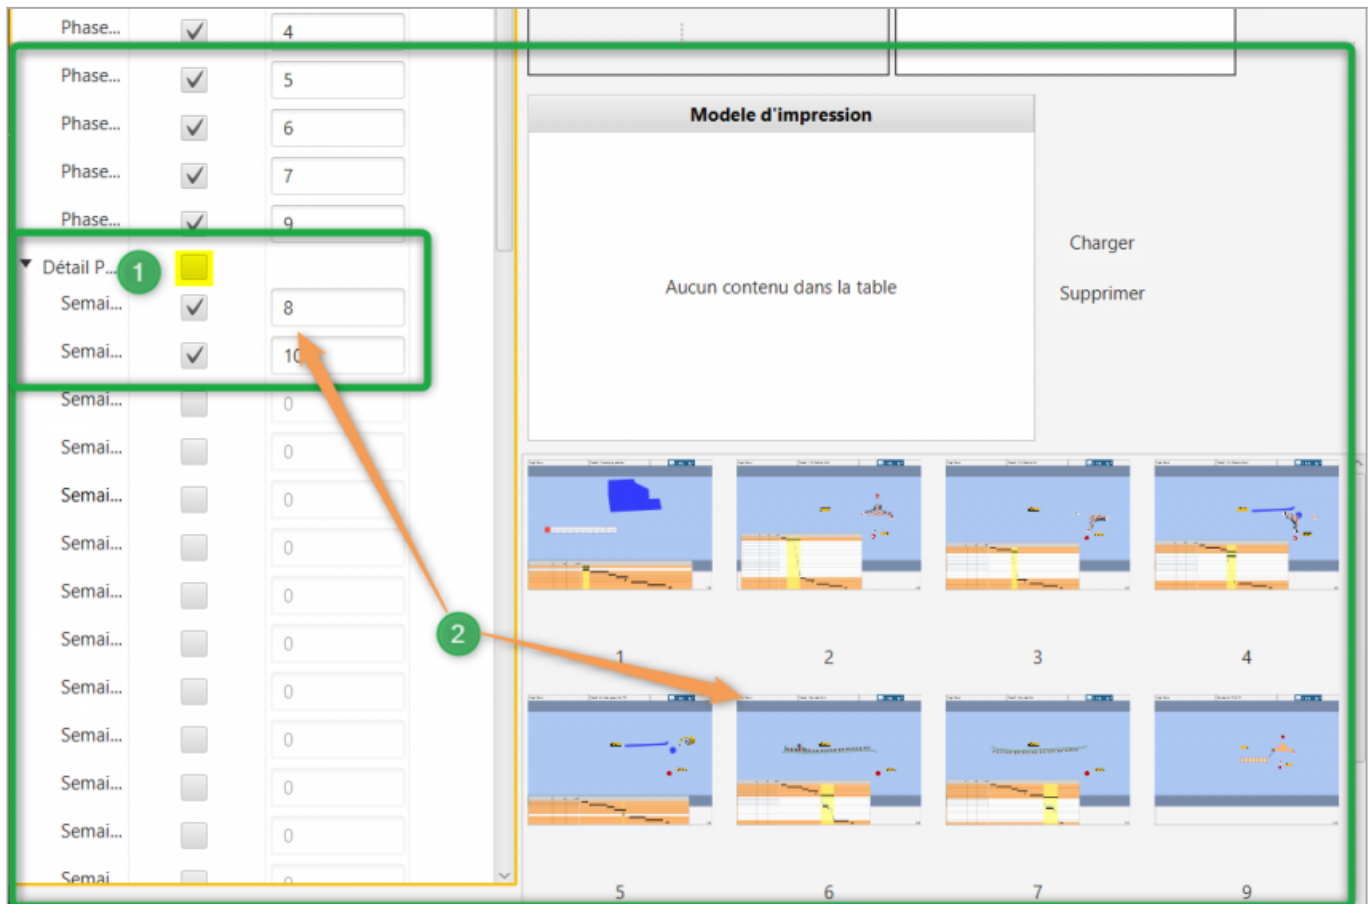 Phase... 4
Phase... 5
Phase... 6
Phase... 7
Phase... 9
Détail P... 1
Semai... 8
Semai... 10
Semai... 0
Semai... 0
Semai... 0
Semai... 0
Semai... 0
Semai... 0
Semai... 0
Semai... 0
Semai... 0
Semai... 0
Semai
2
Modele d'impression
Aucun contenu dans la table
Charger
Supprimer
1 2 3 4
5 6 7 9